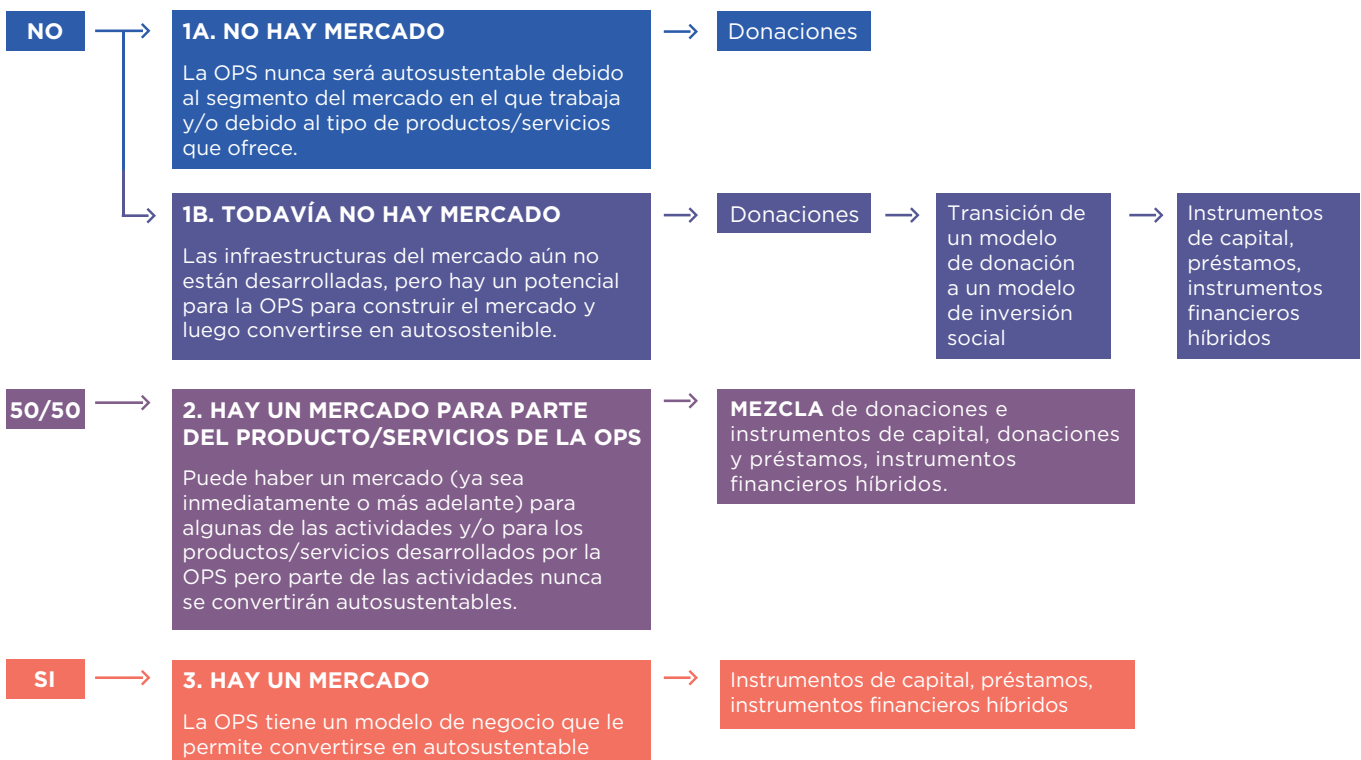 NO
1A. NO HAY MERCADO
La OPS nunca será autosustentable debido
al segmento del mercado en el que trabaja
y/o debido al tipo de productos/servicios
que ofrece.
Donaciones
1B. TODAVÍA NO HAY MERCADO
Las infraestructuras del mercado aún no
están desarrolladas, pero hay un potencial
para la OPS para construir el mercado y
luego convertirse en autosostenible.
Donaciones
Transición de
un modelo
de donación
a un modelo
de inversión
social
Instrumentos
de capital,
préstamos,
instrumentos
financieros
híbridos
50/50
2. HAY UN MERCADO PARA PARTE
DEL PRODUCTO/SERVICIOS DE LA OPS
Puede haber un mercado (ya sea
inmediatamente o más adelante) para
algunas de las actividades y/o para los
productos/servicios desarrollados por la
OPS pero parte de las actividades nunca
se convertirán autosustentables.
MEZCLA de donaciones e
instrumentos de capital, donaciones
y préstamos, instrumentos
financieros híbridos.
SI
3. HAY UN MERCADO
La OPS tiene un modelo de negocio que le
permite convertirse en autosustentable
Instrumentos de capital, préstamos,
instrumentos financieros híbridos